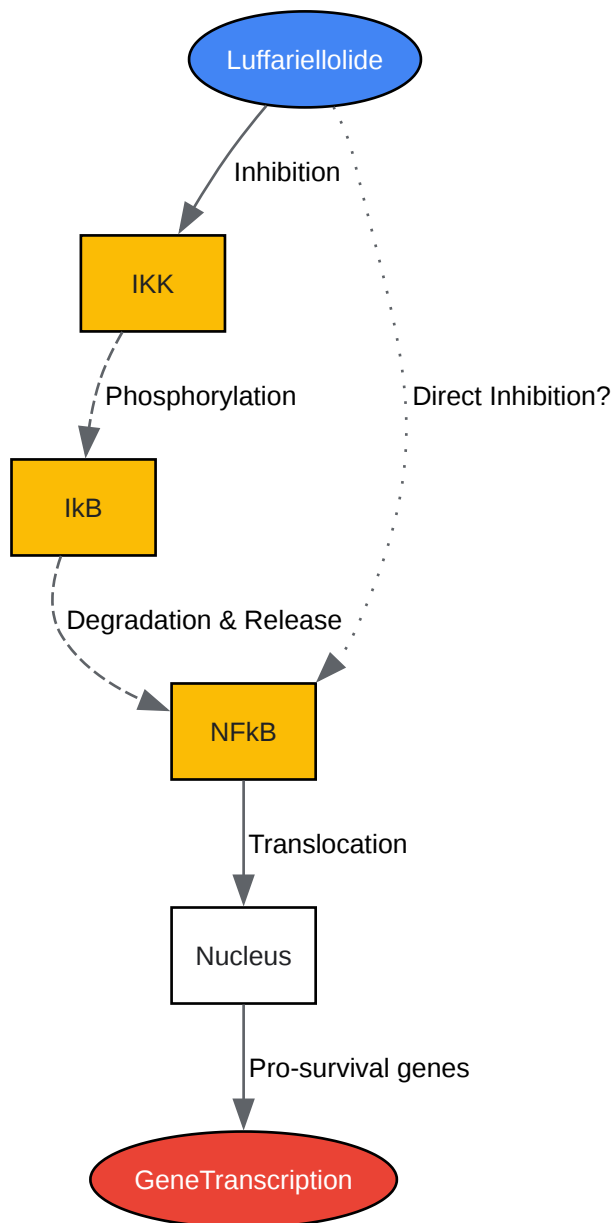 Luffariellolide
Inhibition
IKK
Phosphorylation
Direct Inhibition?
IkB
Degradation & Release
NFkB
Translocation
Nucleus
Pro-survival genes
GeneTranscription